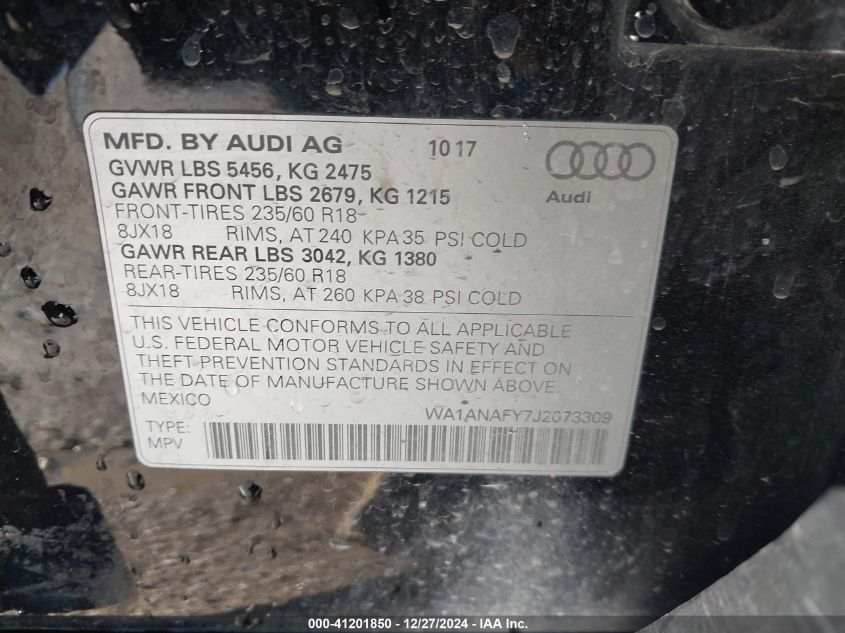 MFD. BY AUDI AG 10 17
GVWR LBS 5456, KG 2475
GAWR FRONT LBS 2679, KG 1215
Audi
FRONT-TIRES 235/60 R18
8JX18 RIMS, AT 240 KPA 35 PSI COLD
GAWR REAR LBS 3042, KG 1380
REAR-TIRES 235/60 R18
8JX18 RIMS, AT 260 KPA 38 PSI COLD
THIS VEHICLE CONFORMS TO ALL APPLICABLE
U.S. FEDERAL MOTOR VEHICLE SAFETY AND
THEFT PREVENTION STANDARDS IN EFFECT ON
THE DATE OF MANUFACTURE SHOWN ABOVE.
MEXICO
WA1ANAFY7J2073309
TYPE:
MPV
000-41201850 - 12/27/2024 - IAA Inc.